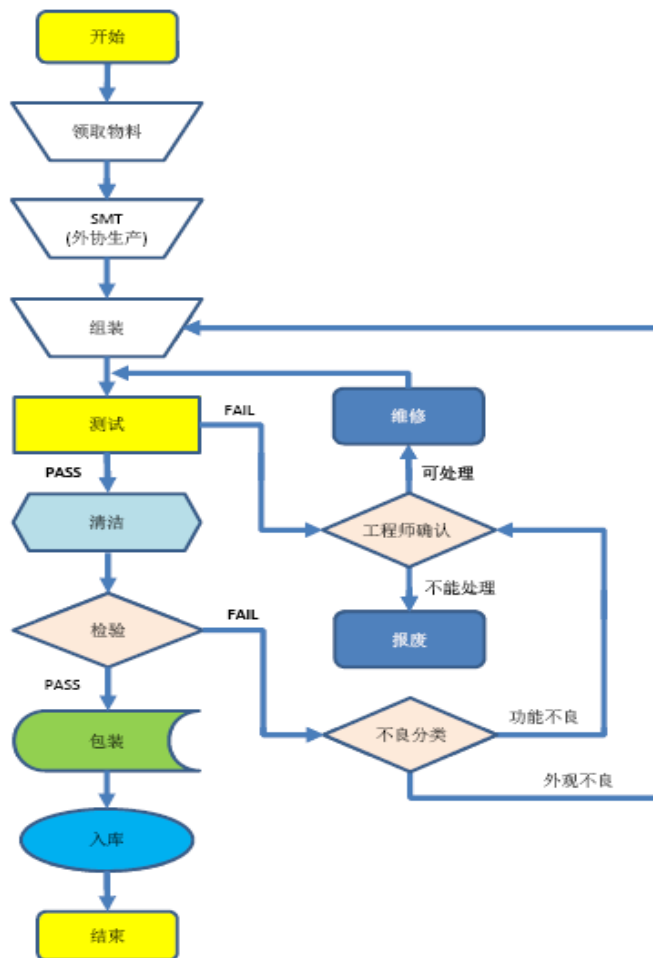 开始
领取物料
SMT
(外协生产)
组装
测试
FAIL
维修
PASS
可处理
清洁
工程师确认
不能处理
检验
FAIL
报废
PASS
功能不良
包装
不良分类
外观不良
入库
结束